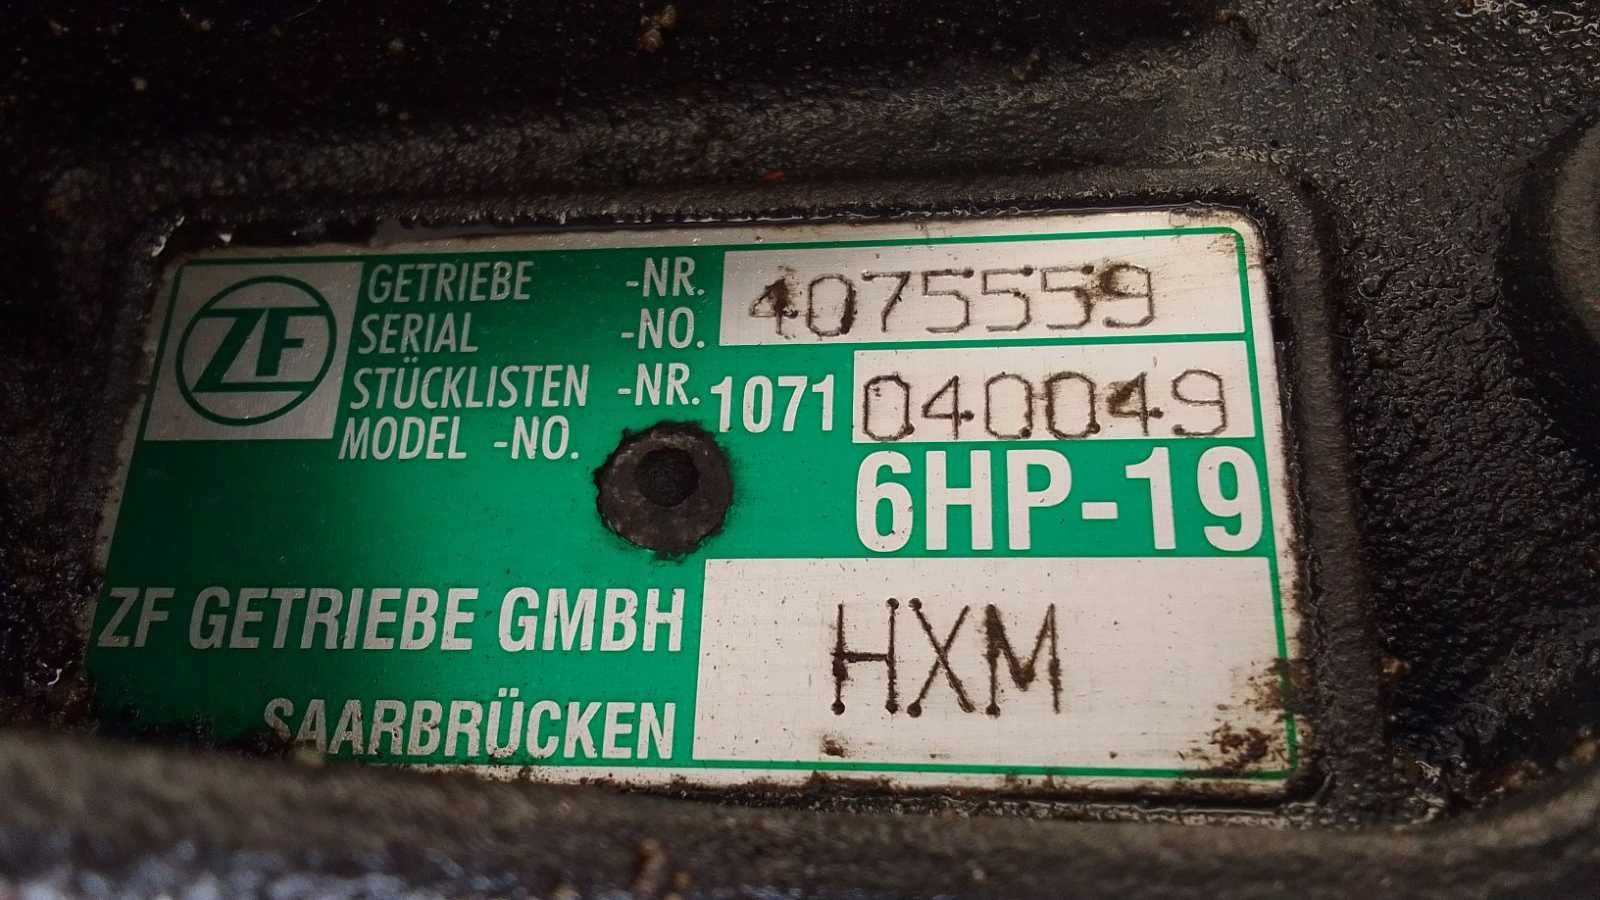 ZF
GETRIEBE -NR. 4075559
SERIAL -NO.
STÜCKLISTEN -NR. 1071 040049
MODEL -NO.
6HP-19
ZF GETRIEBE GMBH
HXM
SAARBRÜCKEN